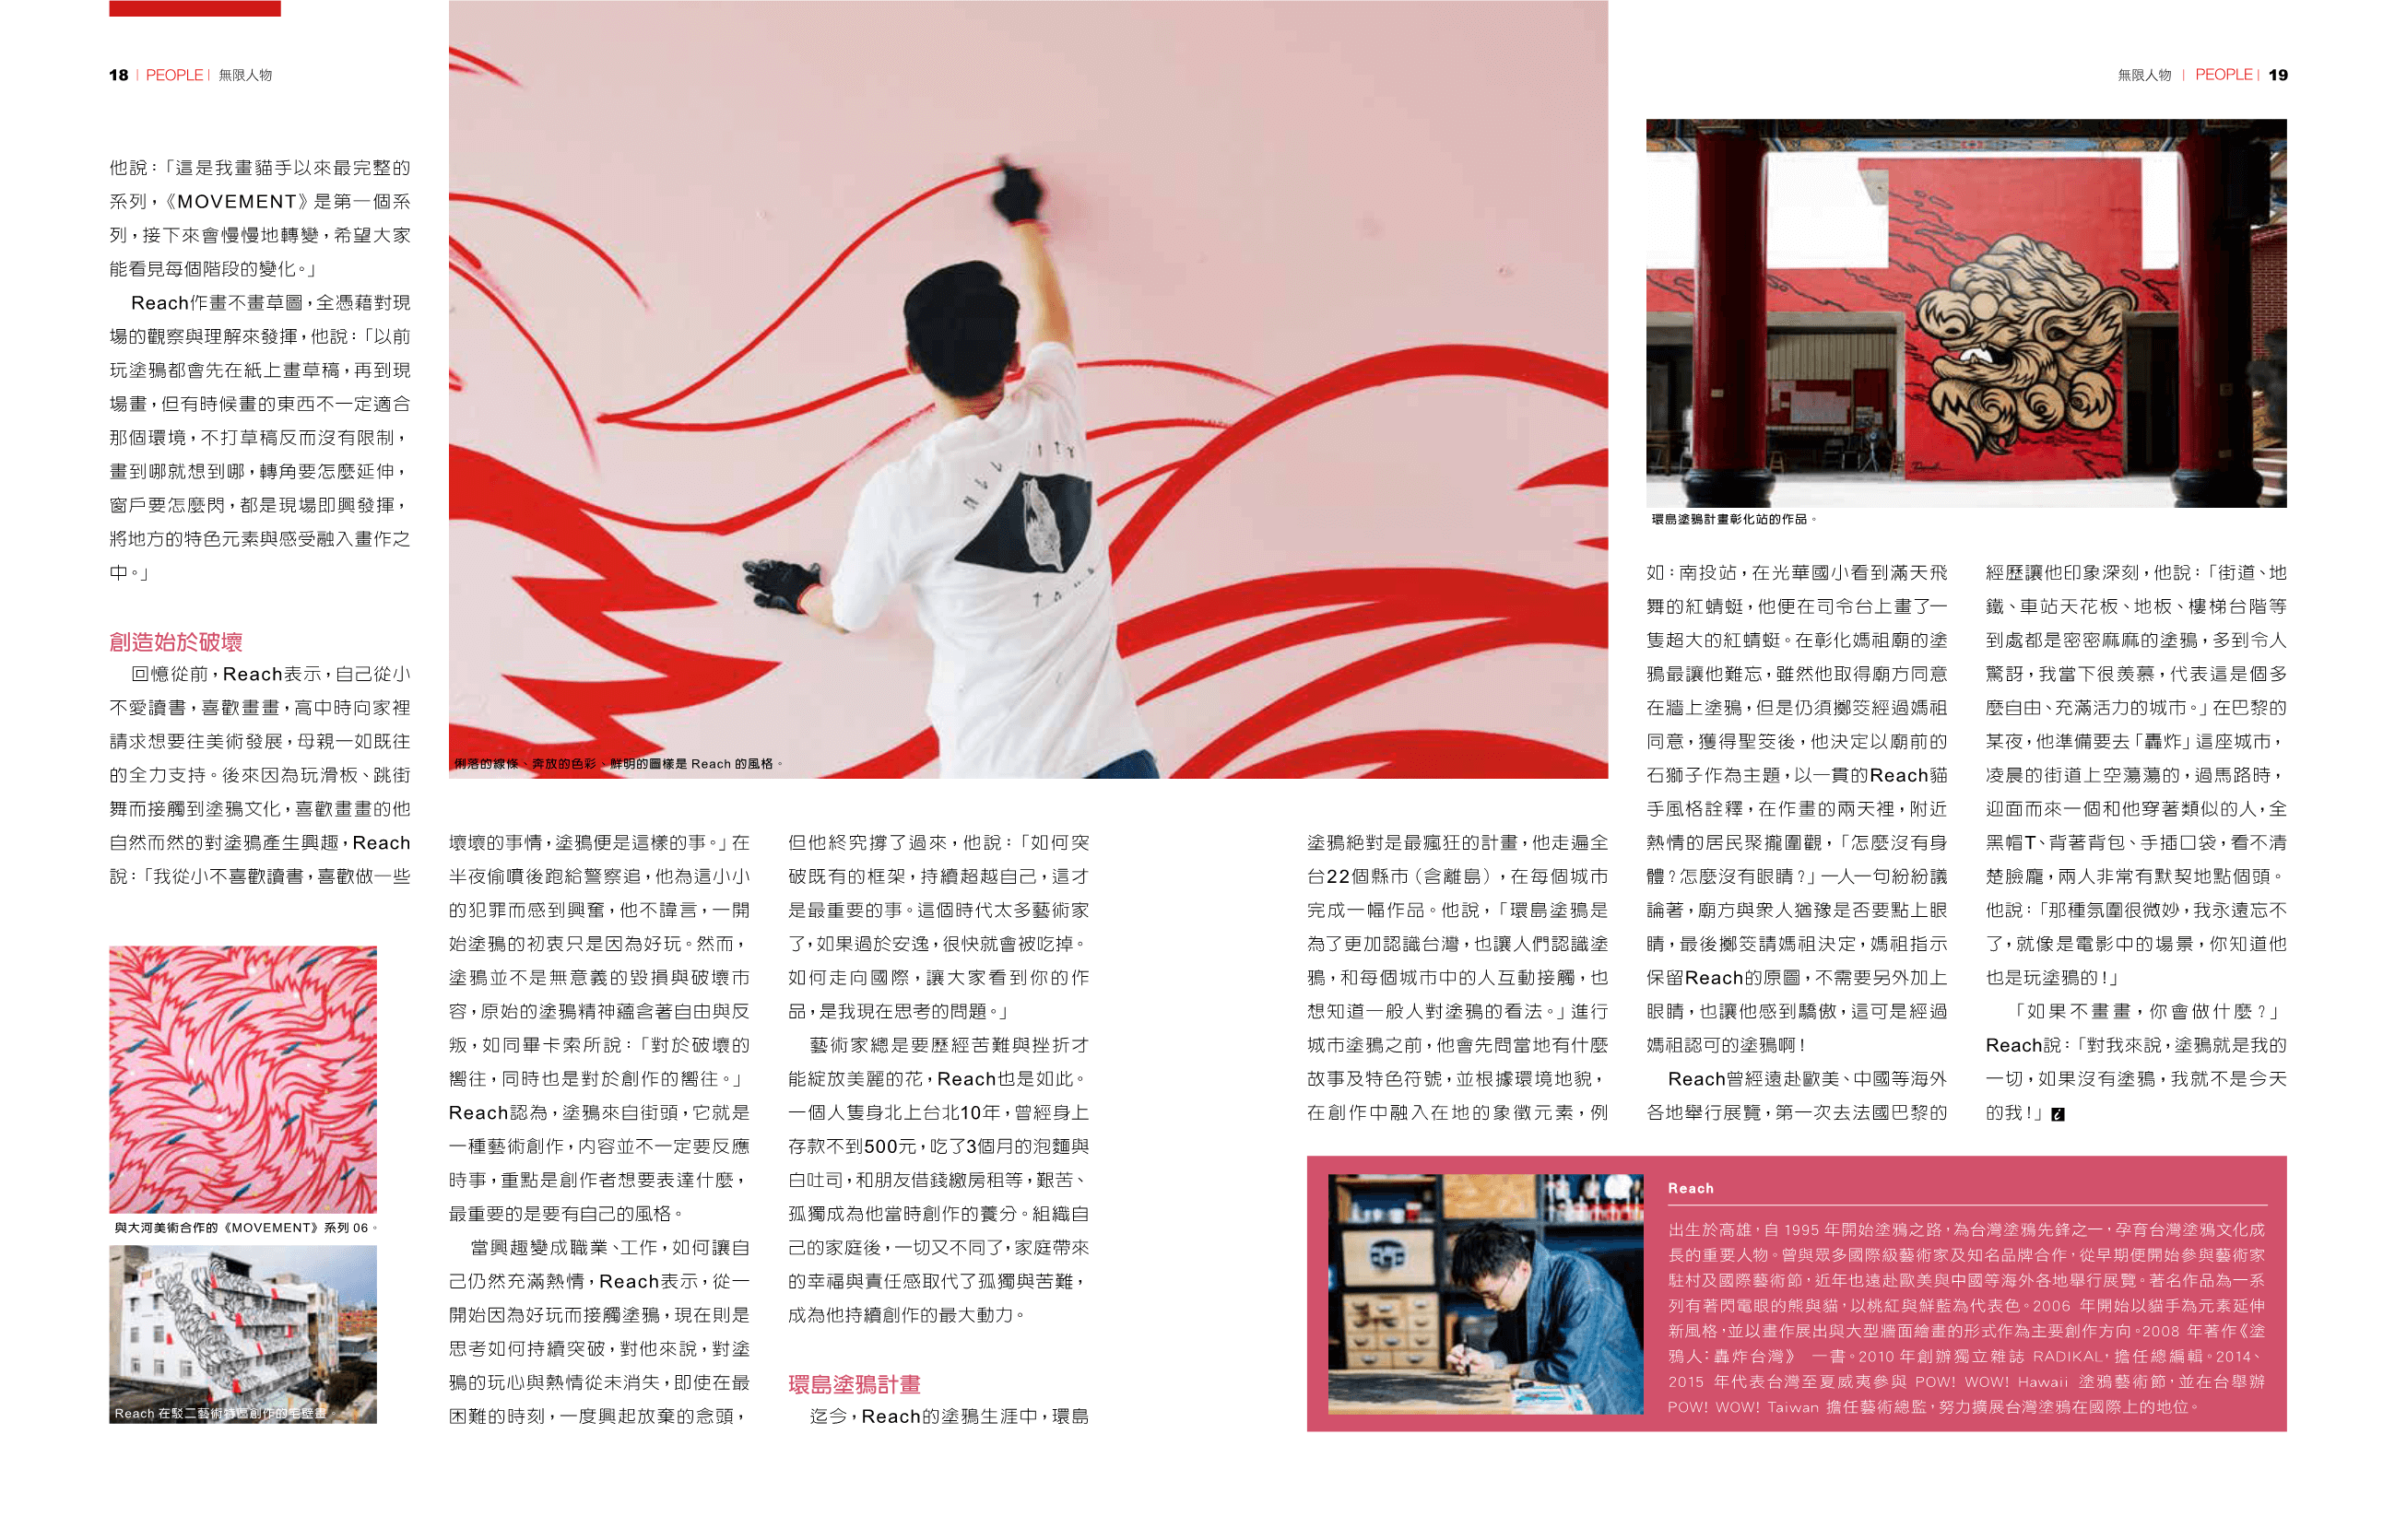 18 | PEOPLE | 無限人物
他說：「這是我畫貓手以來最完整的
系列，《MOVEMENT》是第一個系
列，接下來會慢慢地轉變，希望大家
能看見每個階段的變化。」
Reach作畫不畫草圖，全憑藉對現
場的觀察與理解來發揮，他說：「以前
玩塗鴉都會先在紙上畫草稿，再到現
場畫，但有時候畫的東西不一定適合
那個環境，不打草稿反而沒有限制，
畫到哪就想到哪，轉角要怎麼延伸，
窗戶要怎麼閃，都是現場即興發揮，
將地方的特色元素與感受融入畫作之
中。」
創造始於破壞
回憶從前，Reach表示，自己從小
不愛讀書，喜歡畫畫，高中時向家裡
請求想要往美術發展，母親一如既往
的全力支持。後來因為玩滑板、跳街
舞而接觸到塗鴉文化，喜歡畫畫的他
自然而然的對塗鴉產生興趣，Reach
說：「我從小不喜歡讀書，喜歡做一些
與大河美術合作的《MOVEMENT》系列 06。
Reach 在駁二藝術特區創作的毛壁畫。
俐落的線條、奔放的色彩、鮮明的圖樣是 Reach 的風格。
壞壞的事情，塗鴉便是這樣的事。」在
半夜偷噴後跑給警察追，他為這小小
的犯罪而感到興奮，他不諱言，一開
始塗鴉的初衷只是因為好玩。然而，
塗鴉並不是無意義的毀損與破壞市
容，原始的塗鴉精神蘊含著自由與反
叛，如同畢卡索所說：「對於破壞的
嚮往，同時也是對於創作的嚮往。」
Reach認為，塗鴉來自街頭，它就是
一種藝術創作，內容並不一定要反應
時事，重點是創作者想要表達什麼，
最重要的是要有自己的風格。
當興趣變成職業、工作，如何讓自
己仍然充滿熱情，Reach表示，從一
開始因為好玩而接觸塗鴉，現在則是
思考如何持續突破，對他來說，對塗
鴉的玩心與熱情從未消失，即使在最
困難的時刻，一度興起放棄的念頭，
但他終究撐了過來，他說：「如何突
破既有的框架，持續超越自己，這才
是最重要的事。這個時代太多藝術家
了，如果過於安逸，很快就會被吃掉。
如何走向國際，讓大家看到你的作
品，是我現在思考的問題。」
藝術家總是要歷經苦難與挫折才
能綻放美麗的花，Reach也是如此。
一個人隻身北上台北10年，曾經身上
存款不到500元，吃了3個月的泡麵與
白吐司，和朋友借錢繳房租等，艱苦、
孤獨成為他當時創作的養分。組織自
己的家庭後，一切又不同了，家庭帶來
的幸福與責任感取代了孤獨與苦難，
成為他持續創作的最大動力。
環島塗鴉計畫
迄今，Reach的塗鴉生涯中，環島
無限人物 | PEOPLE | 19
環島塗鴉計畫彰化站的作品。
塗鴉絕對是最瘋狂的計畫，他走遍全
台22個縣市（含離島），在每個城市
完成一幅作品。他說，「環島塗鴉是
為了更加認識台灣，也讓人們認識塗
鴉，和每個城市中的人互動接觸，也
想知道一般人對塗鴉的看法。」進行
城市塗鴉之前，他會先問當地有什麼
故事及特色符號，並根據環境地貌，
在創作中融入在地的象徵元素，例
如：南投站，在光華國小看到滿天飛
舞的紅蜻蜓，他便在司令台上畫了一
隻超大的紅蜻蜓。在彰化媽祖廟的塗
鴉最讓他難忘，雖然他取得廟方同意
在牆上塗鴉，但是仍須擲筊經過媽祖
同意，獲得聖筊後，他決定以廟前的
石獅子作為主題，以一貫的Reach貓
手風格詮釋，在作畫的兩天裡，附近
熱情的居民聚攏圍觀，「怎麼沒有身
體？怎麼沒有眼睛？」一人一句紛紛議
論著，廟方與眾人猶豫是否要點上眼
睛，最後擲筊請媽祖決定，媽祖指示
保留Reach的原圖，不需要另外加上
眼睛，也讓他感到驕傲，這可是經過
媽祖認可的塗鴉啊！
Reach曾經遠赴歐美、中國等海外
各地舉行展覽，第一次去法國巴黎的
經歷讓他印象深刻，他說：「街道、地
鐵、車站天花板、地板、樓梯台階等
到處都是密密麻麻的塗鴉，多到令人
驚訝，我當下很羨慕，代表這是個多
麼自由、充滿活力的城市。」在巴黎的
某夜，他準備要去「轟炸」這座城市，
凌晨的街道上空蕩蕩的，過馬路時，
迎面而來一個和他穿著類似的人，全
黑帽T、背著背包、手插口袋，看不清
楚臉龐，兩人非常有默契地點個頭。
他說：「那種氛圍很微妙，我永遠忘不
了，就像是電影中的場景，你知道他
也是玩塗鴉的！」
「如果不畫畫，你會做什麼？」
Reach說：「對我來說，塗鴉就是我的
一切，如果沒有塗鴉，我就不是今天
的我！」i
Reach
出生於高雄，自 1995 年開始塗鴉之路，為台灣塗鴉先鋒之一，孕育台灣塗鴉文化成
長的重要人物。曾與眾多國際級藝術家及知名品牌合作，從早期便開始參與藝術家
駐村及國際藝術節，近年也遠赴歐美與中國等海外各地舉行展覽。著名作品為一系
列有著閃電眼的熊與貓，以桃紅與鮮藍為代表色。2006 年開始以貓手為元素延伸
新風格，並以畫作展出與大型牆面繪畫的形式作為主要創作方向。2008 年著作《塗
鴉人：轟炸台灣》 一書。2010 年創辦獨立雜誌 RADIKAL，擔任總編輯。2014、
2015 年代表台灣至夏威夷參與 POW! WOW! Hawaii 塗鴉藝術節，並在台舉辦
POW! WOW! Taiwan 擔任藝術總監，努力擴展台灣塗鴉在國際上的地位。